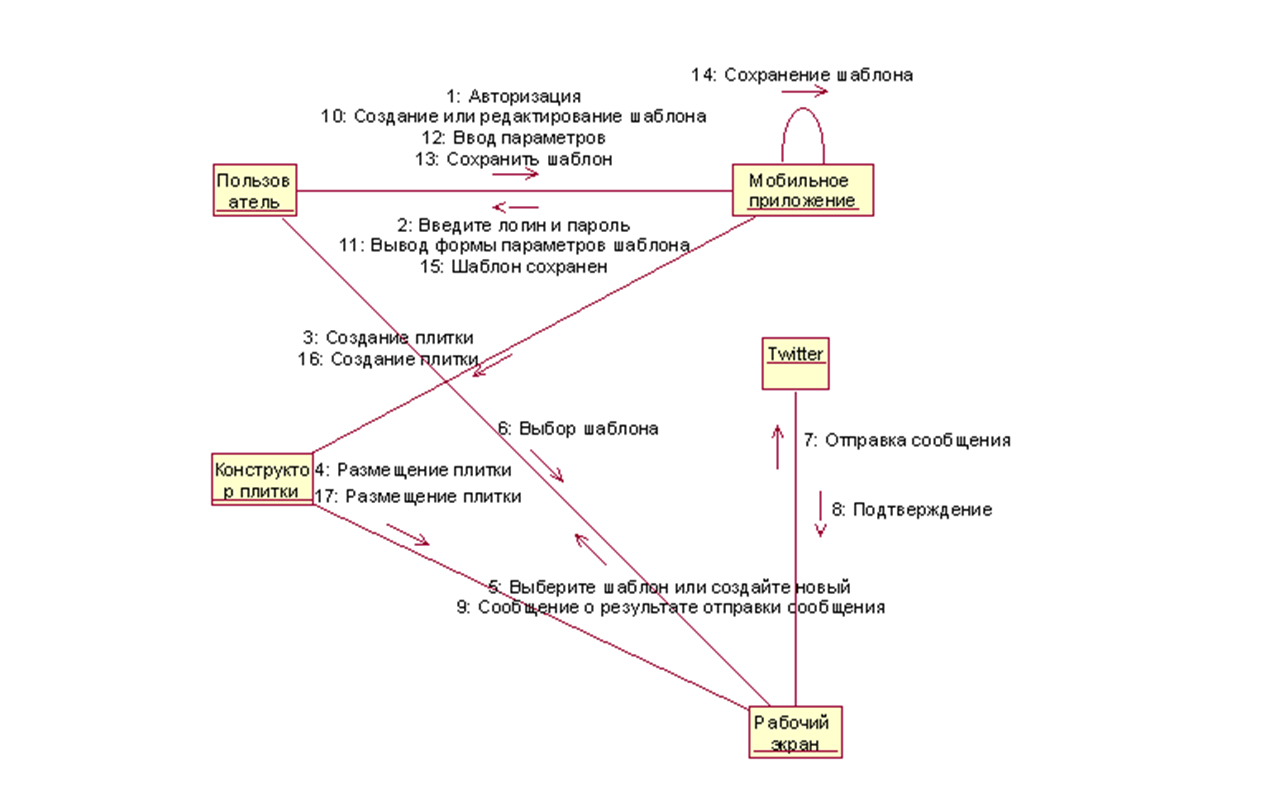 14: Сохранение шаблона
1: Авторизация
10: Создание или редактирование шаблона
12: Ввод параметров
13: Сохранить шаблон
Пользов
атель
Мобильное
приложение
2: Введите логин и пароль
11: Вывод формы параметров шаблона
15: Шаблон сохранен
3: Создание плитки
16: Создание плитки
Twitter
6: Выбор шаблона
7: Отправка сообщения
Конструкто
р плитки
4: Размещение плитки
17: Размещение плитки
8: Подтверждение
5: Выберите шаблон или создайте новый
9: Сообщение о результате отправки сообщения
Рабочий
экран